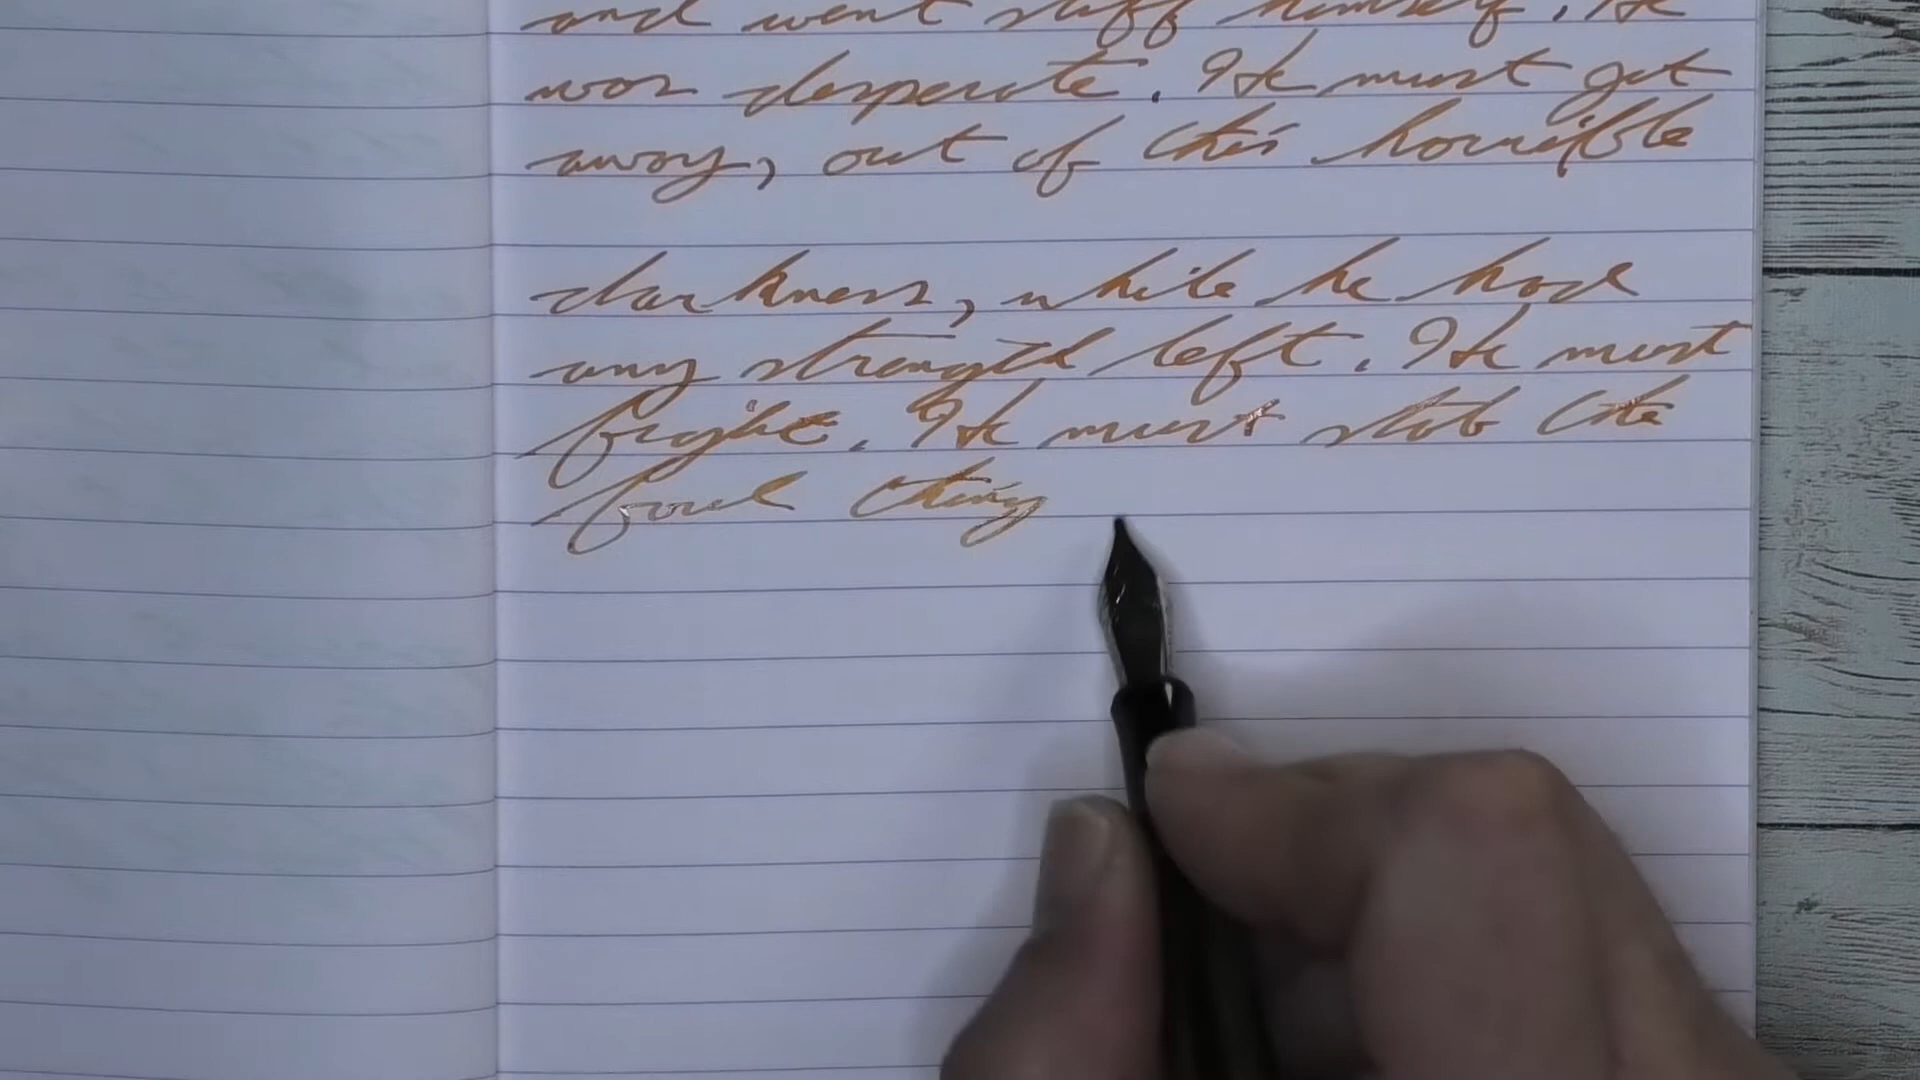 and went stiff himself. He
was desperate. He must get
away, out of this horrible
darkness, while he had
any strength left. He must
fight. He must stab the
foul thing